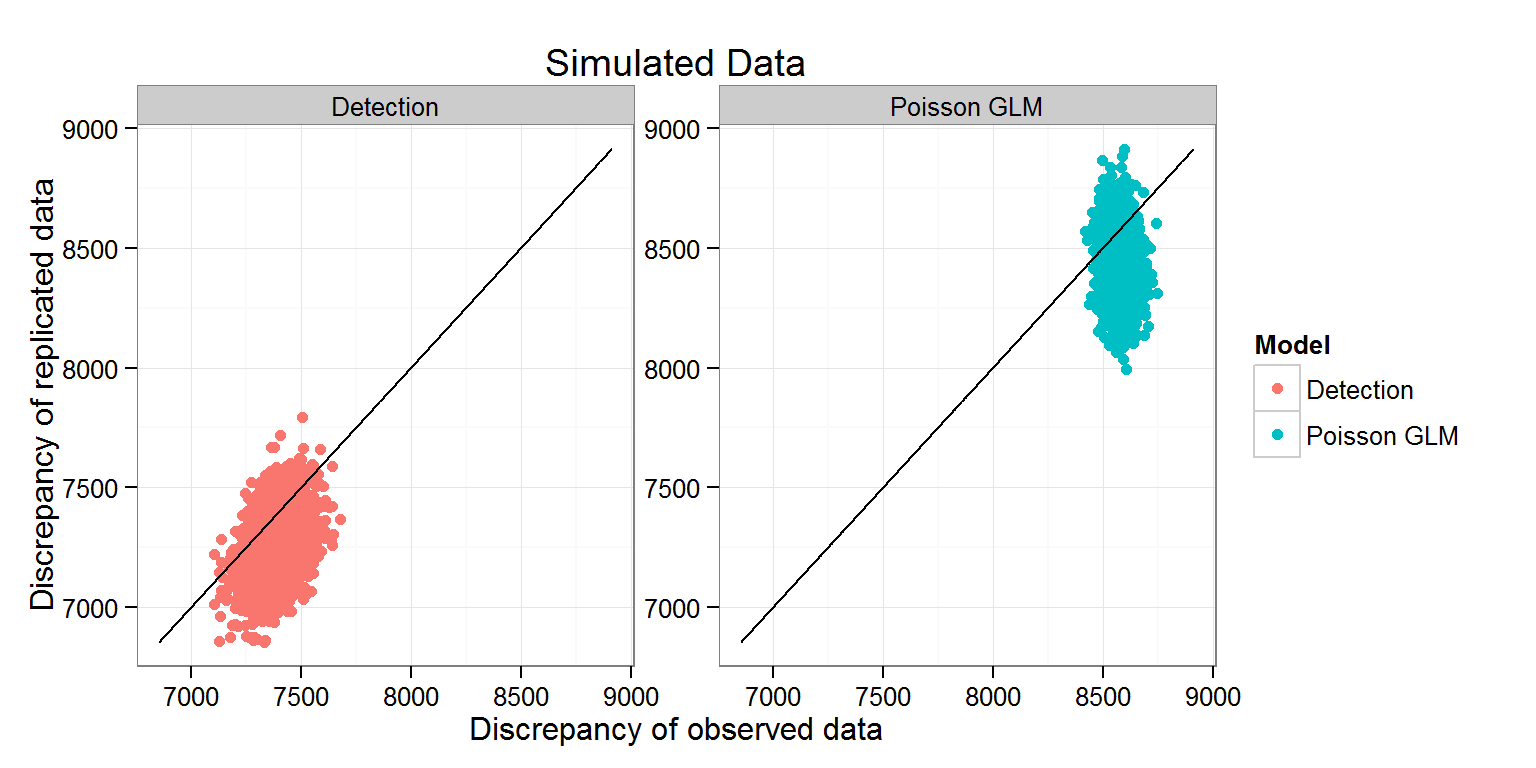 Simulated Data
Detection
Poisson GLM
Discrepancy of replicated data
9000
8500
8000
7500
7000
9000
8500
8000
7500
7000
7000 7500 8000 8500 9000
7000 7500 8000 8500 9000
Discrepancy of observed data
Model
Detection
Poisson GLM